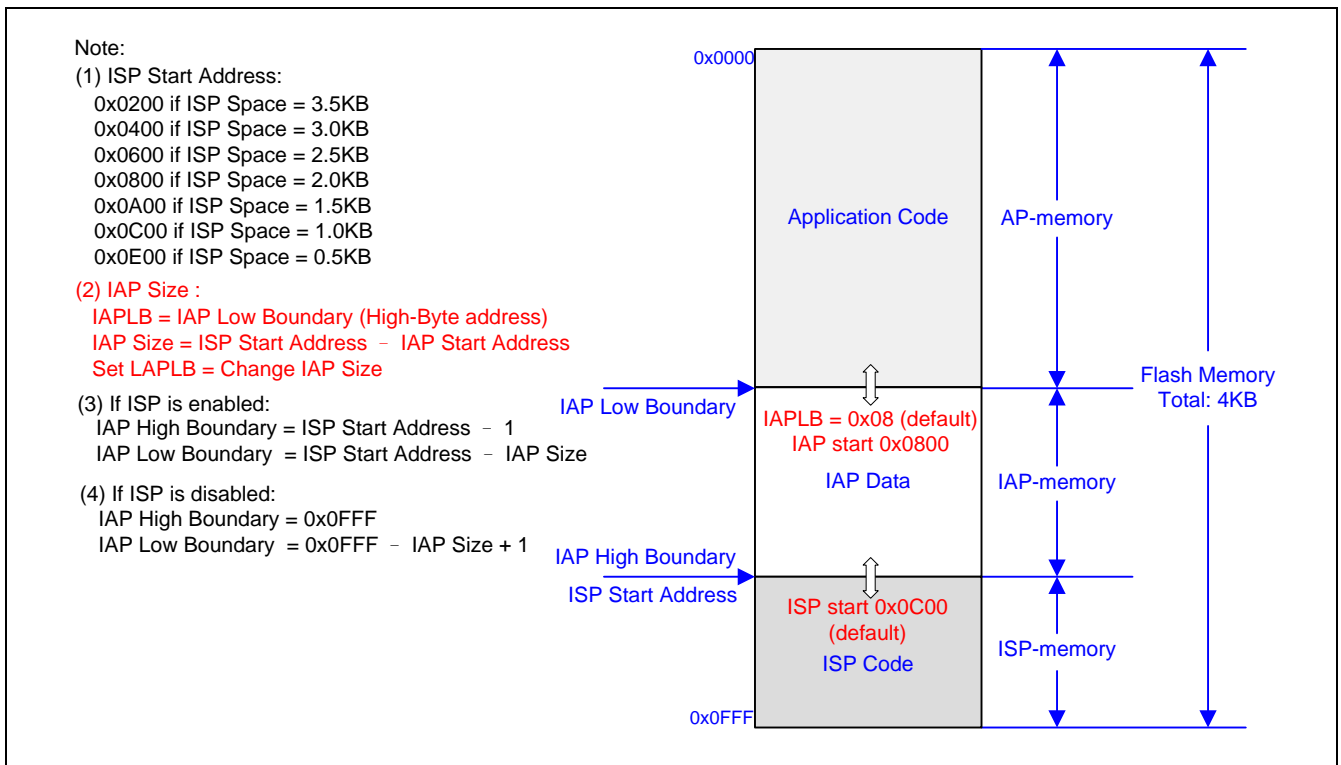 Note:
(1) ISP Start Address:
0x0200 if ISP Space = 3.5KB
0x0400 if ISP Space = 3.0KB
0x0600 if ISP Space = 2.5KB
0x0800 if ISP Space = 2.0KB
0x0A00 if ISP Space = 1.5KB
0x0C00 if ISP Space = 1.0KB
0x0E00 if ISP Space = 0.5KB
(2) IAP Size :
IAPLB = IAP Low Boundary (High-Byte address)
IAP Size = ISP Start Address – IAP Start Address
Set LAPLB = Change IAP Size
(3) If ISP is enabled:
IAP High Boundary = ISP Start Address – 1
IAP Low Boundary = ISP Start Address – IAP Size
(4) If ISP is disabled:
IAP High Boundary = 0x0FFF
IAP Low Boundary = 0x0FFF – IAP Size + 1
0x0000
Application Code
AP-memory
Flash Memory
Total: 4KB
IAP Low Boundary
IAPLB = 0x08 (default)
IAP start 0x0800
IAP Data
IAP-memory
IAP High Boundary
ISP Start Address
ISP start 0x0C00
(default)
ISP Code
ISP-memory
0x0FFF